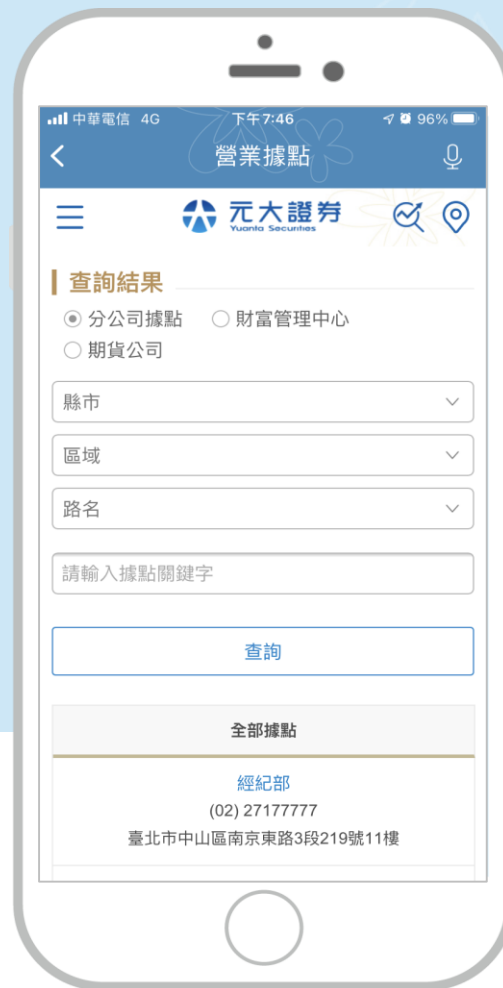 中華電信 4G 下午7:46 96%
營業據點
元大證券
Yuanta Securities
查詢結果
分公司據點 財富管理中心
期貨公司
縣市
區域
路名
請輸入據點關鍵字
查詢
全部據點
經紀部
(02) 27177777
臺北市中山區南京東路3段219號11樓